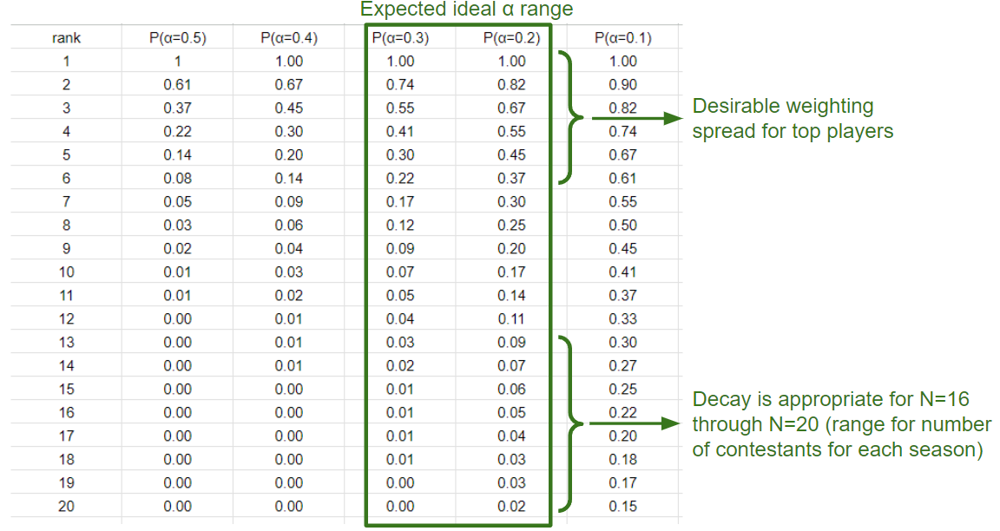 Expected ideal α range
rank P(α=0.5) P(α=0.4) P(α=0.3) P(α=0.2) P(α=0.1)
1 1 1.00 1.00 1.00 1.00
2 0.61 0.67 0.74 0.82 0.90
3 0.37 0.45 0.55 0.67 0.82
4 0.22 0.30 0.41 0.55 0.74
5 0.14 0.20 0.30 0.45 0.67
6 0.08 0.14 0.22 0.37 0.61
7 0.05 0.09 0.17 0.30 0.55
8 0.03 0.06 0.12 0.25 0.50
9 0.02 0.04 0.09 0.20 0.45
10 0.01 0.03 0.07 0.17 0.41
11 0.01 0.02 0.05 0.14 0.37
12 0.00 0.01 0.04 0.11 0.33
13 0.00 0.01 0.03 0.09 0.30
14 0.00 0.01 0.02 0.07 0.27
15 0.00 0.00 0.01 0.06 0.25
16 0.00 0.00 0.01 0.05 0.22
17 0.00 0.00 0.01 0.04 0.20
18 0.00 0.00 0.01 0.03 0.18
19 0.00 0.00 0.00 0.03 0.17
20 0.00 0.00 0.00 0.02 0.15
Desirable weighting
spread for top players
Decay is appropriate for N=16
through N=20 (range for number
of contestants for each season)